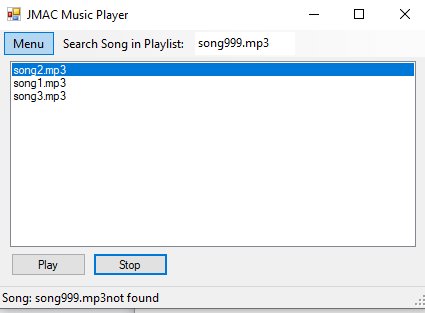 JMAC Music Player
Menu Search Song in Playlist: song999.mp3
song2.mp3
song1.mp3
song3.mp3
Play Stop
Song: song999.mp3not found